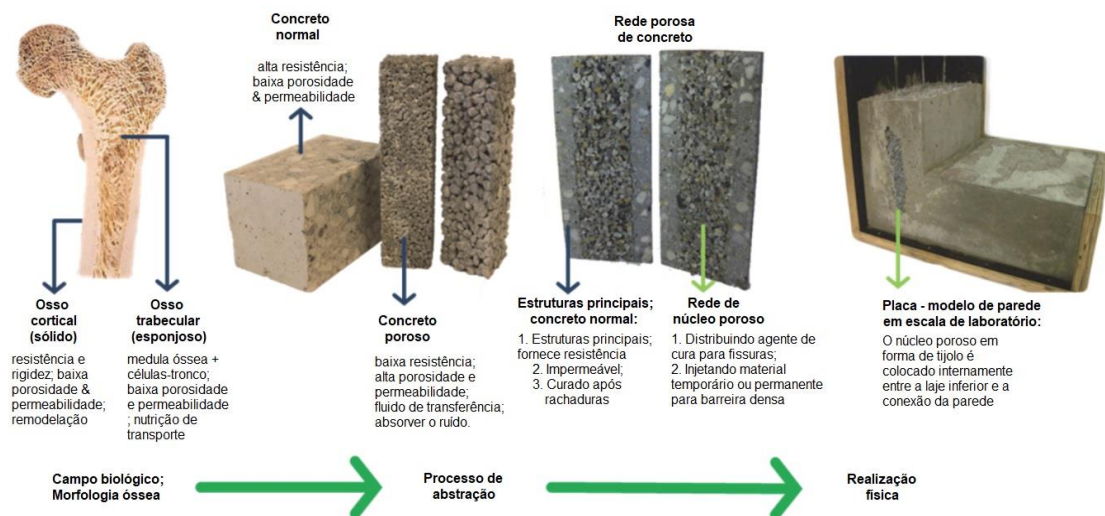 Concreto
normal
alta resistência;
baixa porosidade
& permeabilidade
Rede porosa
de concreto
Osso
cortical
(sólido)
resistência e
rigidez; baixa
porosidade &
permeabilidade;
remodelação
Osso
trabecular
(esponjoso)
medula óssea +
células-tronco;
baixa porosidade
e permeabilidade
; nutrição de
transporte
Concreto
poroso
baixa resistência;
alta porosidade e
permeabilidade;
fluido de transferência;
absorver o ruído.
Estruturas principais;
concreto normal:
1. Estruturas principais;
fornece resistência
2. Impermeável;
3. Curado após
rachaduras
Rede de
núcleo poroso
1. Distribuindo agente de
cura para fissuras;
2. Injetando material
temporário ou permanente
para barreira densa
Placa - modelo de parede
em escala de laboratório:
O núcleo poroso em
forma de tijolo é
colocado internamente
entre a laje inferior e a
conexão da parede
Campo biológico;
Morfologia óssea
Processo de
abstração
Realização
física